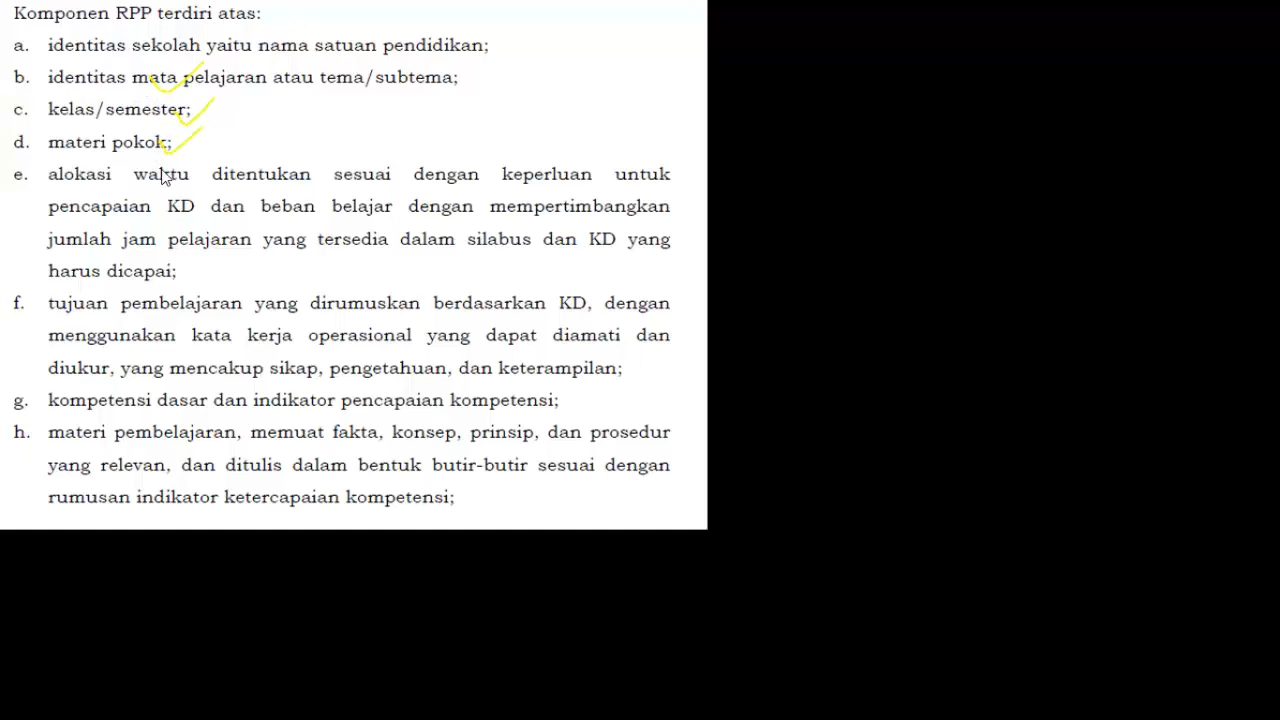 Komponen RPP terdiri atas:
a. identitas sekolah yaitu nama satuan pendidikan;
b. identitas mata pelajaran atau tema/subtema;
c. kelas/semester;
d. materi pokok;
e. alokasi waktu ditentukan sesuai dengan keperluan untuk
pencapaian KD dan beban belajar dengan mempertimbangkan
jumlah jam pelajaran yang tersedia dalam silabus dan KD yang
harus dicapai;
f. tujuan pembelajaran yang dirumuskan berdasarkan KD, dengan
menggunakan kata kerja operasional yang dapat diamati dan
diukur, yang mencakup sikap, pengetahuan, dan keterampilan;
g. kompetensi dasar dan indikator pencapaian kompetensi;
h. materi pembelajaran, memuat fakta, konsep, prinsip, dan prosedur
yang relevan, dan ditulis dalam bentuk butir-butir sesuai dengan
rumusan indikator ketercapaian kompetensi;